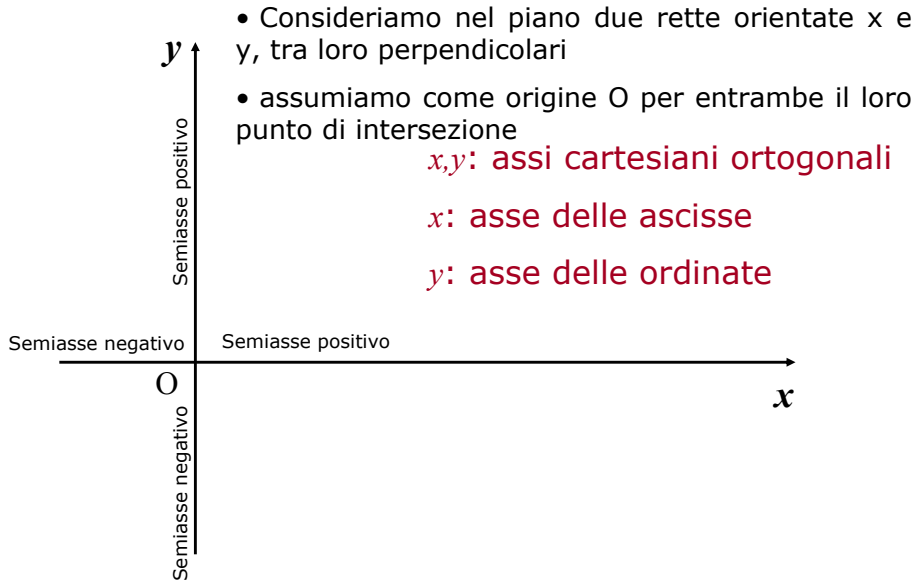 • Consideriamo nel piano due rette orientate x e
y, tra loro perpendicolari
• assumiamo come origine O per entrambe il loro
punto di intersezione
x,y: assi cartesiani ortogonali
x: asse delle ascisse
y: asse delle ordinate
y
Semiasse positivo
Semiasse negativo
Semiasse positivo
O
x
Semiasse negativo